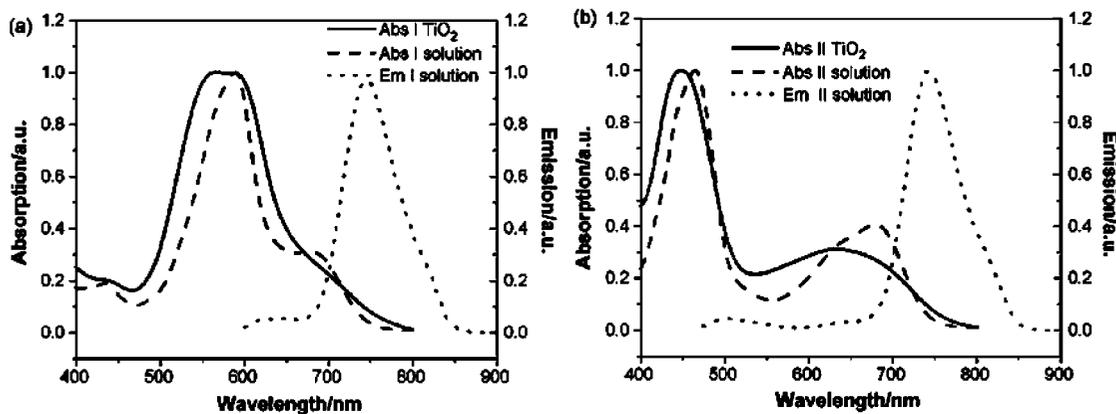 (a)
Abs I TiO2
Abs I solution
Em I solution
Absorption/a.u.
1.2
1.0
0.8
0.6
0.4
0.2
0.0
1.2
1.0
0.8
0.6
0.4
0.2
0.0
Emission/a.u.
400 500 600 700 800 900
Wavelength/nm
(b)
Abs II TiO2
Abs II solution
Em II solution
Absorption/a.u.
1.2
1.0
0.8
0.6
0.4
0.2
0.0
1.2
1.0
0.8
0.6
0.4
0.2
0.0
Emission/a.u.
400 500 600 700 800 900
Wavelength/nm